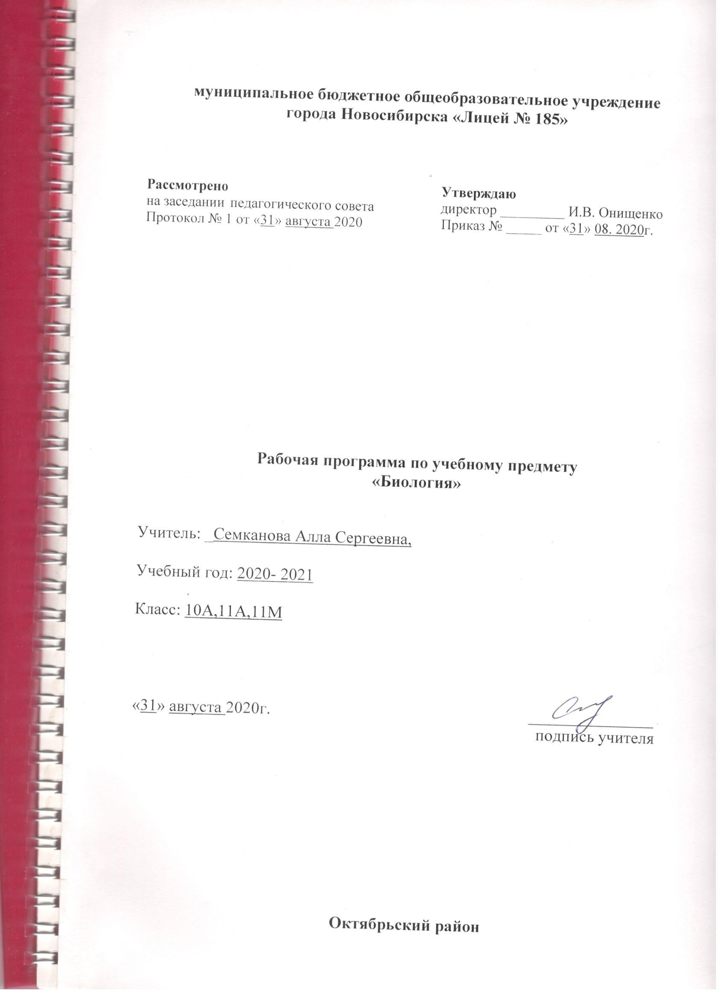 муниципальное бюджетное общеобразовательное учреждение
города Новосибирска «Лицей № 185»
Рассмотрено
на заседании педагогического совета
Протокол № 1 от «31» августа 2020
Утверждаю
директор __________ И.В. Онищенко
Приказ № _____ от «31» 08. 2020г.
Рабочая программа по учебному предмету
«Биология»
Учитель: _Семканова Алла Сергеевна,
Учебный год: 2020- 2021
Класс: 10А,11А,11М
«31» августа 2020г.
подпись учителя
Октябрьский район